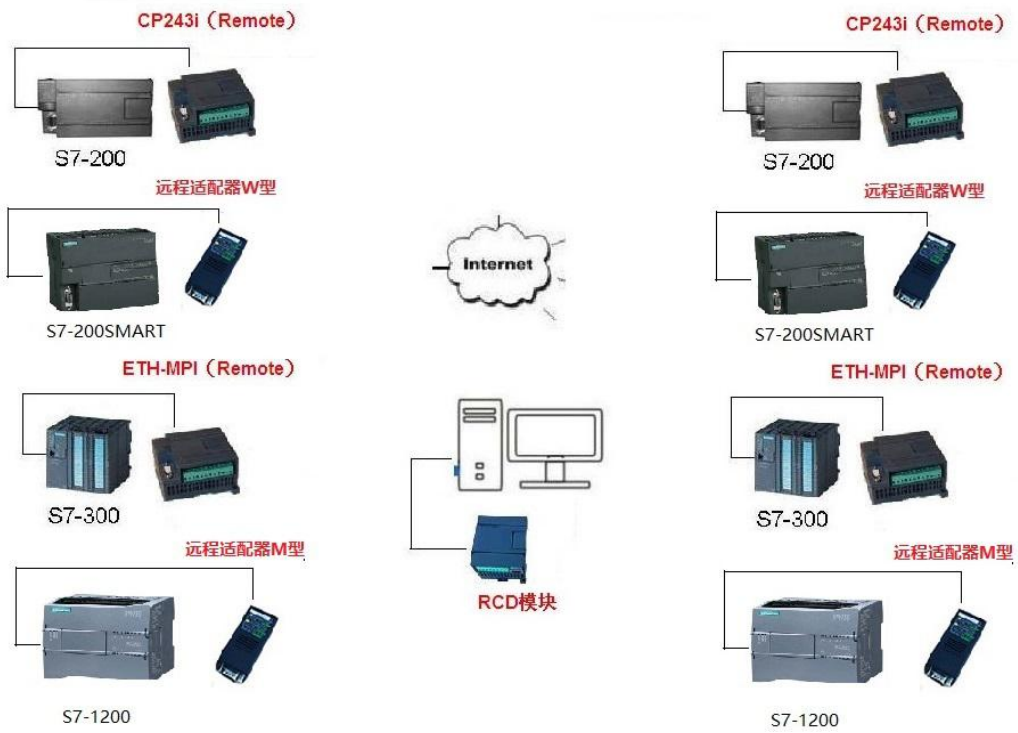 CP243i（Remote）
CP243i（Remote）
S7-200
S7-200
远程适配器W型
远程适配器W型
Internet
S7-200SMART
S7-200SMART
ETH-MPI（Remote）
ETH-MPI（Remote）
S7-300
S7-300
远程适配器M型
远程适配器M型
RCD模块
S7-1200
S7-1200